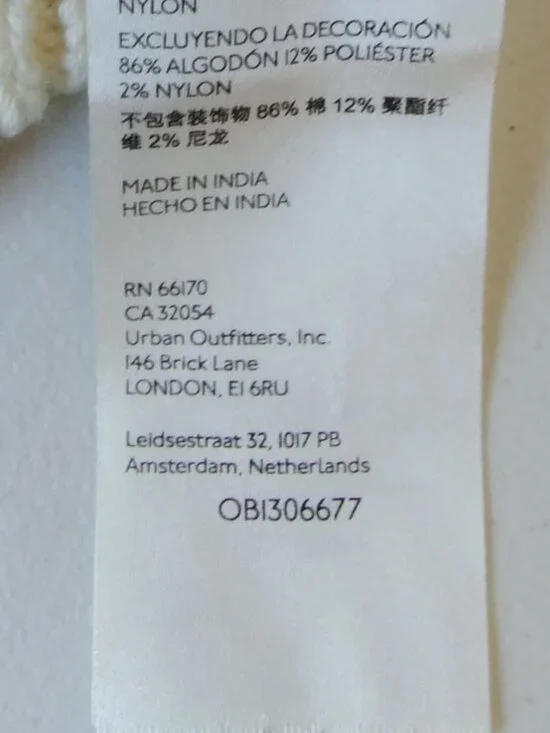 NYLON
EXCLUYENDO LA DECORACIÓN
86% ALGODÓN 12% POLIÉSTER
2% NYLON
不包含装饰物 86% 棉 12% 聚酯纤
维 2% 尼龙
MADE IN INDIA
HECHO EN INDIA
RN 66170
CA 32054
Urban Outfitters, Inc.
146 Brick Lane
LONDON, E1 6RU
Leidsestraat 32, 1017 PB
Amsterdam, Netherlands
OB1306677